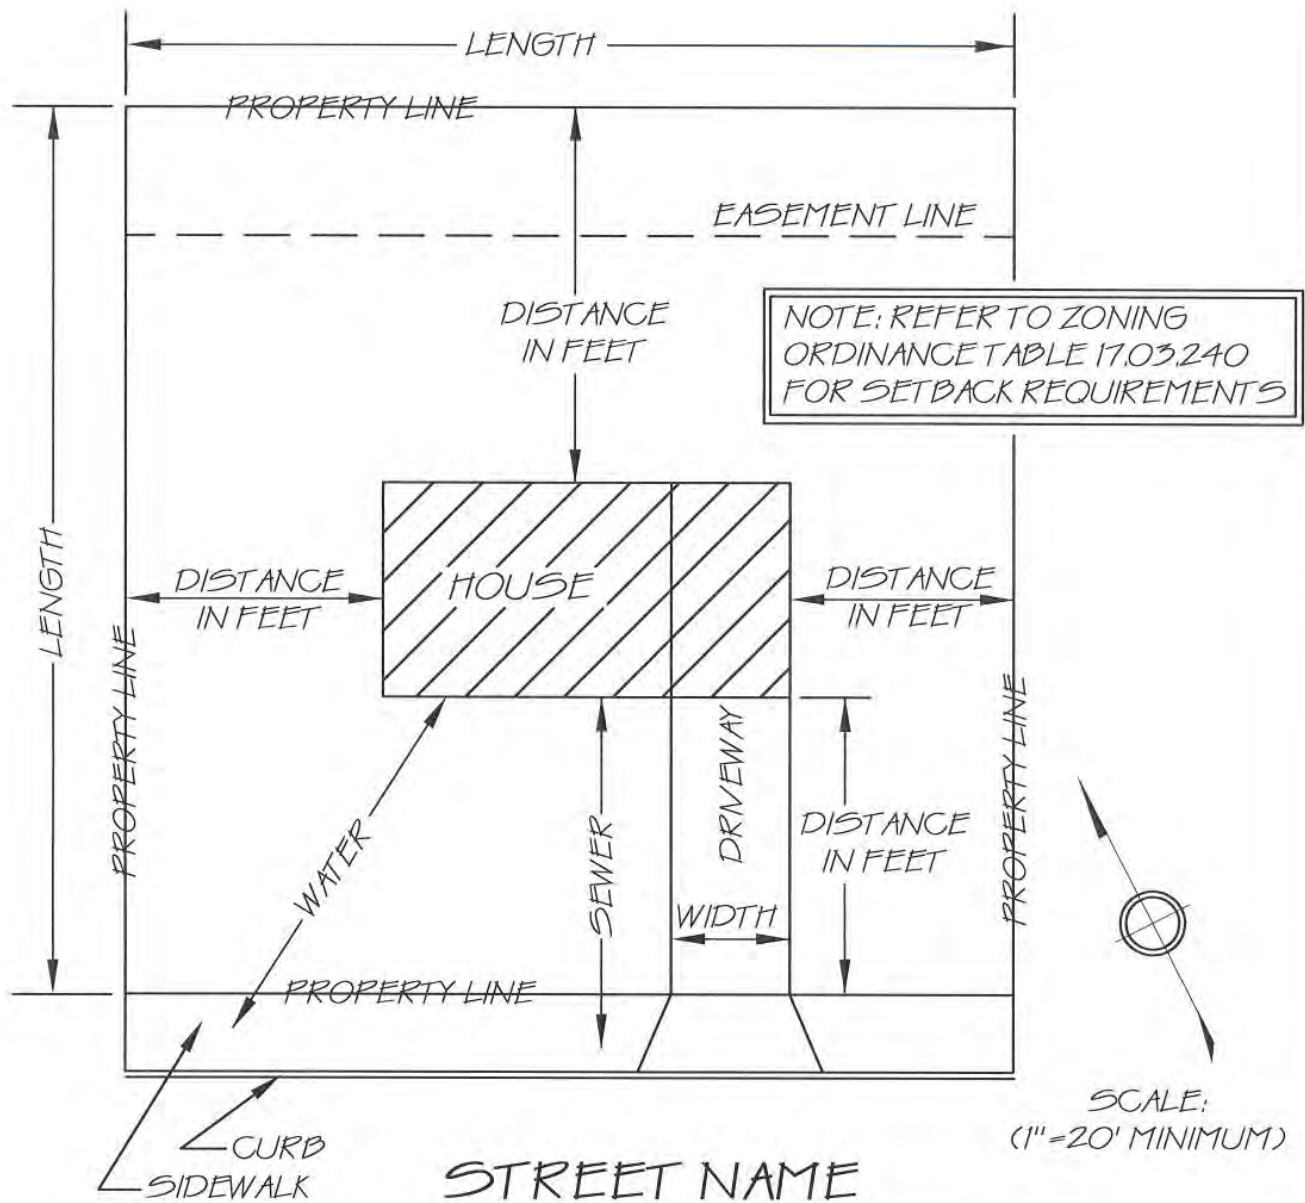 LENGTH
PROPERTY LINE
EASEMENT LINE
DISTANCE
IN FEET
NOTE: REFER TO ZONING
ORDINANCE TABLE 17.03.240
FOR SETBACK REQUIREMENTS
LENGTH
DISTANCE
IN FEET
HOUSE
DISTANCE
IN FEET
PROPERTY LINE
PROPERTY LINE
WATER
SEWER
DRIVEWAY
DISTANCE
IN FEET
WIDTH
PROPERTY LINE
SCALE:
(1"=20' MINIMUM)
CURB
SIDEWALK
STREET NAME